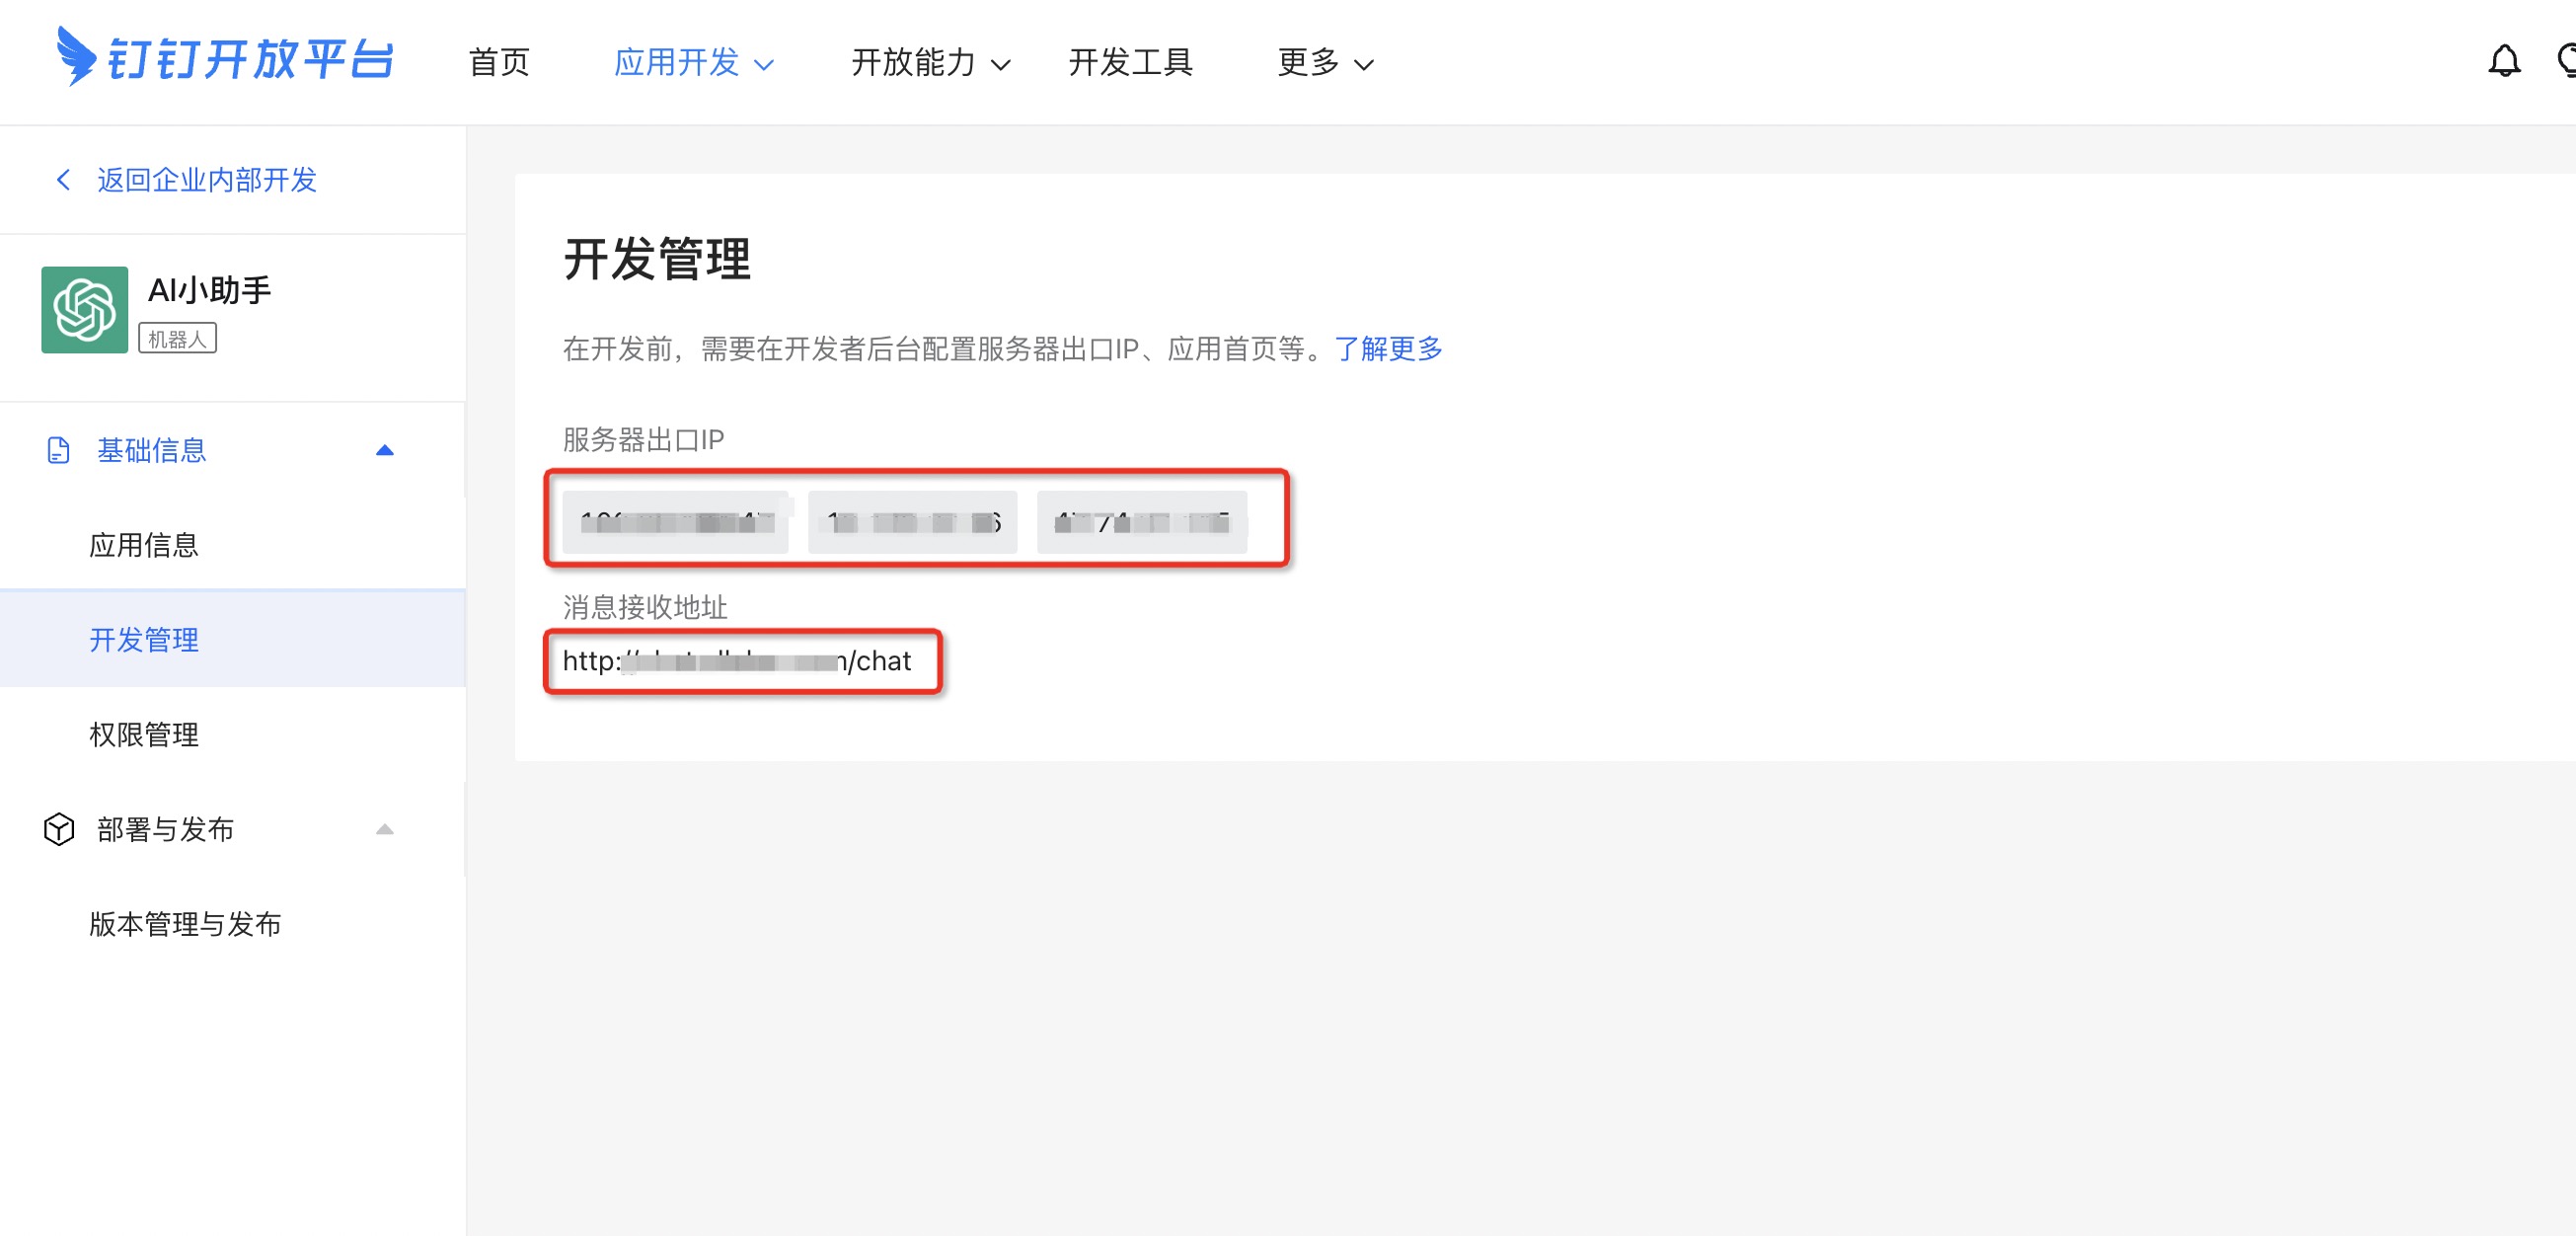 钉钉开放平台
首页
应用开发
开放能力
开发工具
更多
返回企业内部开发
AI小助手
机器人
基础信息
应用信息
开发管理
权限管理
部署与发布
版本管理与发布
开发管理
在开发前，需要在开发者后台配置服务器出口IP、应用首页等。了解更多
服务器出口IP
消息接收地址
http:/chat